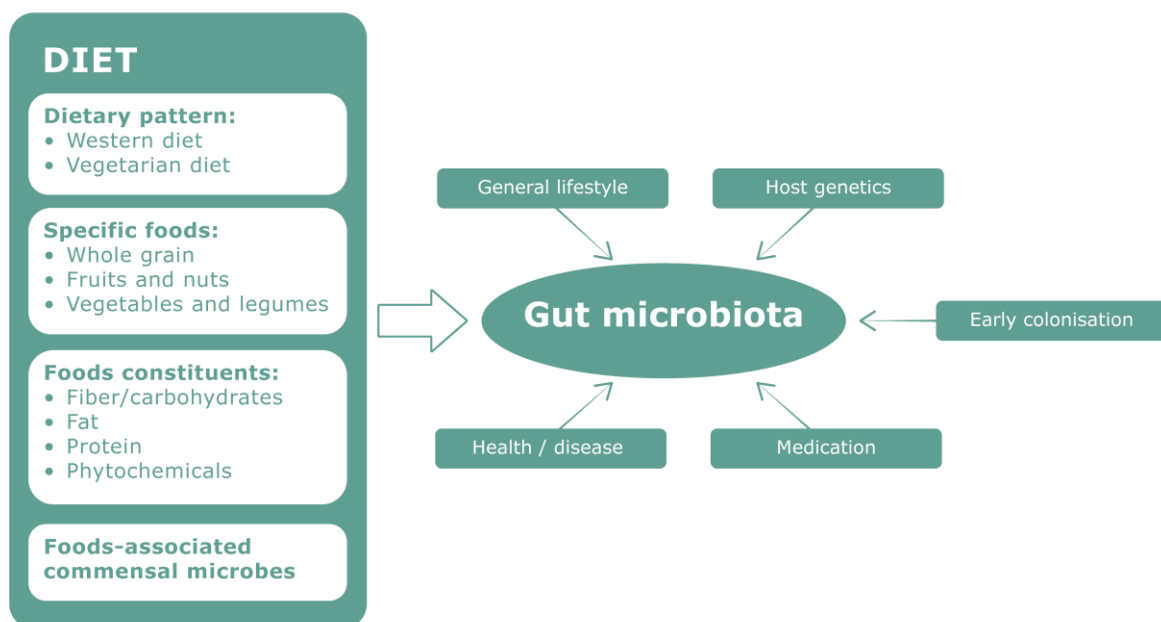 DIET
Dietary pattern:
• Western diet
• Vegetarian diet
Specific foods:
• Whole grain
• Fruits and nuts
• Vegetables and legumes
Foods constituents:
• Fiber/carbohydrates
• Fat
• Protein
• Phytochemicals
Foods-associated
commensal microbes
General lifestyle
Host genetics
Gut microbiota
Early colonisation
Health / disease
Medication